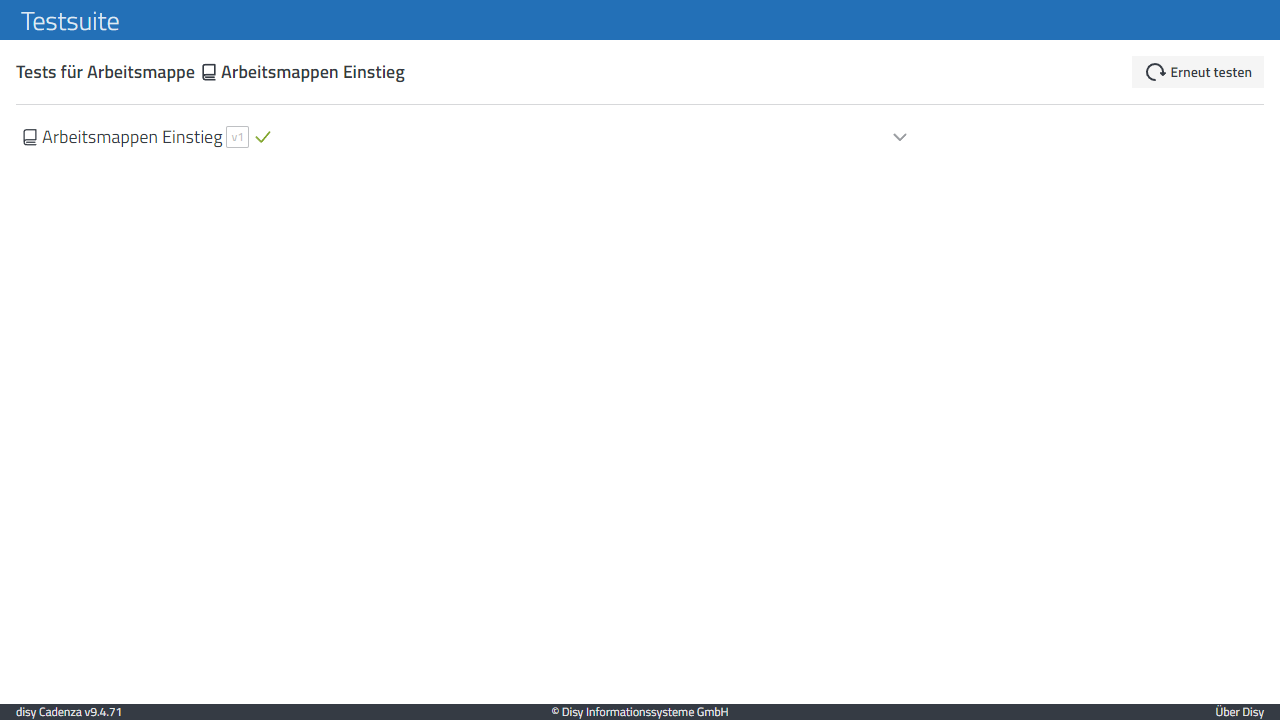 Testsuite
Tests für Arbeitsmappe Arbeitsmappen Einstieg
Erneut testen
Arbeitsmappen Einstieg v1
disy Cadenza v9.4.71
© Disy Informationssysteme GmbH
Über Disy